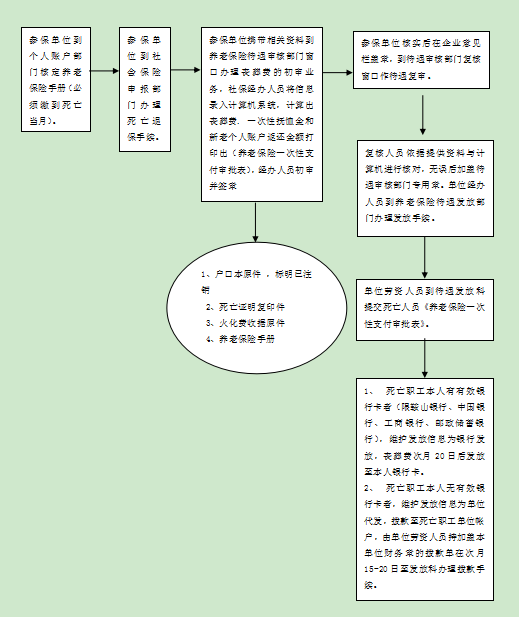 参保单位到
个人账户部
门核定养老
保险手册（必
须缴到死亡
当月）。
参保单
位到社
会保险
申报部
门办理
死亡退
保手续。
参保单位携带相关资料到
养老保险待遇审核部门窗
口办理丧葬费的初审业
务，社保经办人员将信息
录入计算机系统，计算出
丧葬费、一次性抚恤金和
新老个人账户返还金额打
印出（养老保险一次性支
付审批表），经办人员初审
并签章
参保单位核实后在企业意见
栏盖章，到待遇审核部门复核
窗口作待遇复审。
复核人员依据提供资料与计
算机进行核对，无误后加盖待
遇审核部门专用章。单位经办
人员到养老保险待遇发放部
门办理发放手续。
1、户口本原件 ，标明已注
销
2、死亡证明复印件
3、火化费收据原件
4、养老保险手册
单位劳资人员到待遇发放科
提交死亡人员《养老保险一次
性支付审批表》。
1、 死亡职工本人有有效银
行卡者（限鞍山银行、中国银
行、工商银行、邮政储蓄银
行），维护发放信息为银行发
放，丧葬费次月 20 日后发放
至本人银行卡。
2、 死亡职工本人无有效银
行卡者，维护发放信息为单位
代发，拨款至死亡职工单位帐
户，由单位劳资人员持加盖本
单位财务章的拨款单在次月
15-20 日至发放科办理拨款手
续。